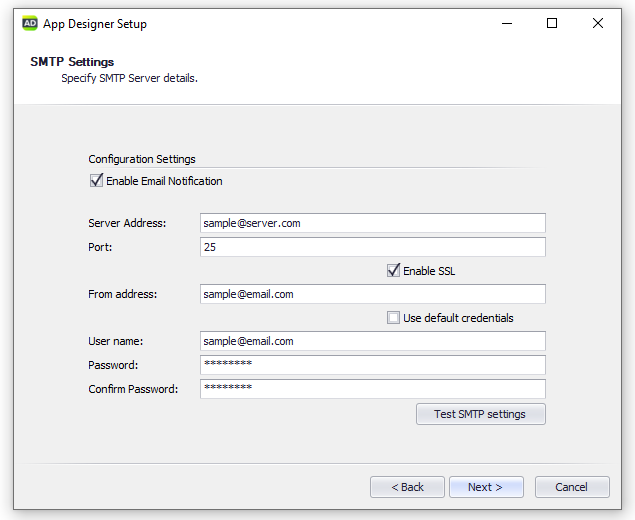 AD App Designer Setup
SMTP Settings
Specify SMTP Server details.
Configuration Settings
Enable Email Notification
Server Address: sample@server.com
Port: 25
Enable SSL
From address: sample@email.com
Use default credentials
User name: sample@email.com
Password: ********
Confirm Password: ********
Test SMTP settings
< Back Next > Cancel